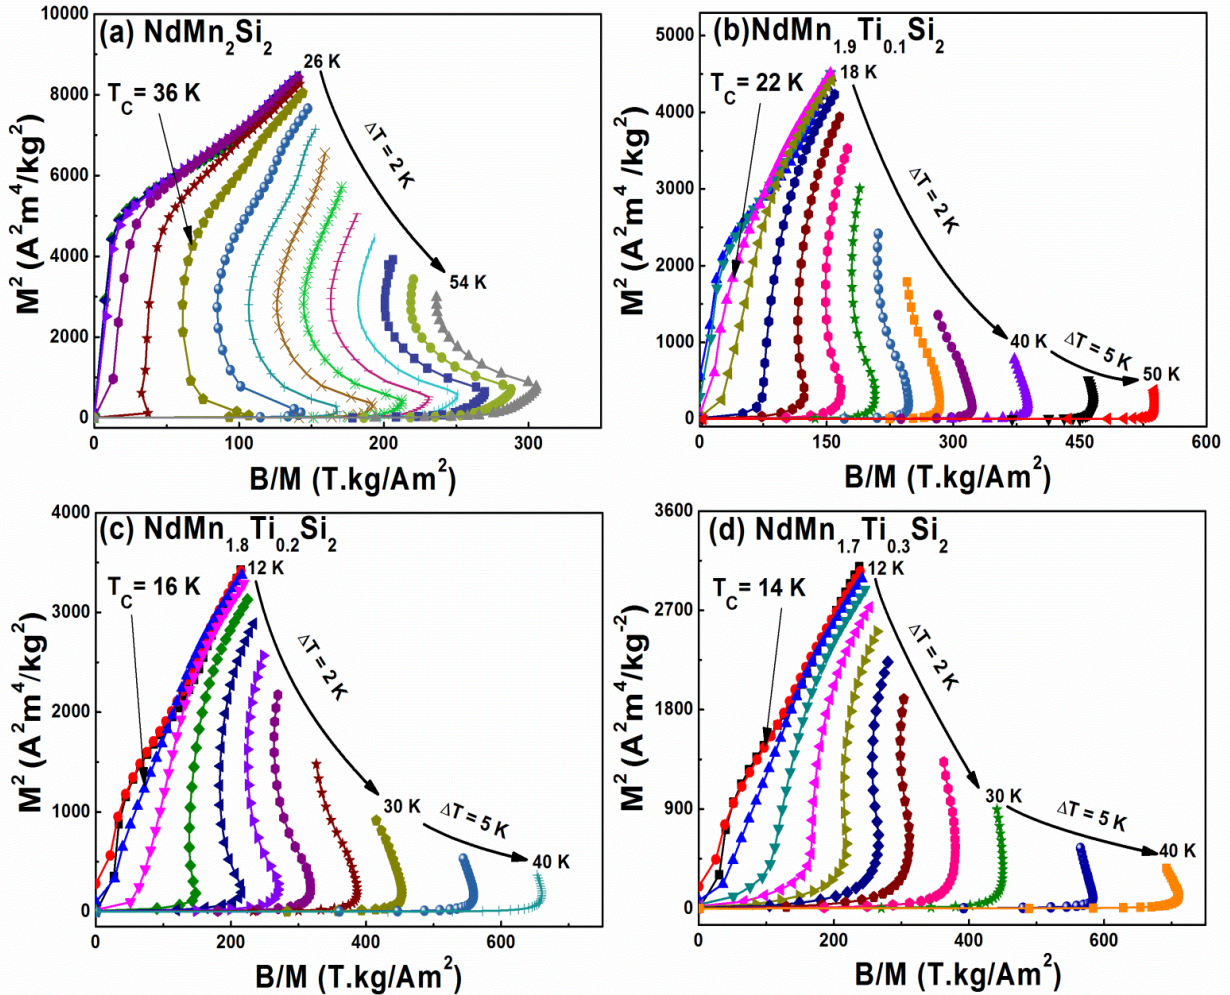 (a) NdMn₂Si₂
10000
8000
6000
4000
2000
0
M² (A²m⁴/kg²)
T_C = 36 K
26 K
ΔT = 2 K
54 K
0 100 200 300
B/M (T.kg/Am²)
(b)NdMn₁.₉Ti₀.₁Si₂
5000
4000
3000
2000
1000
0
M² (A²m⁴ /kg²)
T_C= 22 K
18 K
ΔT = 2 K
40 K
ΔT = 5 K
50 K
0 150 300 450 600
B/M (T.kg/Am²)
(c) NdMn₁.₈Ti₀.₂Si₂
4000
3000
2000
1000
0
M² (A²m⁴/kg²)
T_C= 16 K
12 K
ΔT = 2 K
30 K
ΔT = 5 K
40 K
0 200 400 600
B/M (T.kg/Am²)
(d) NdMn₁.₇Ti₀.₃Si₂
3600
2700
1800
900
0
M² (A²m⁴/kg⁻²)
T_C= 14 K
12 K
ΔT = 2 K
30 K
ΔT = 5 K
40 K
0 200 400 600
B/M (T.kg/Am²)